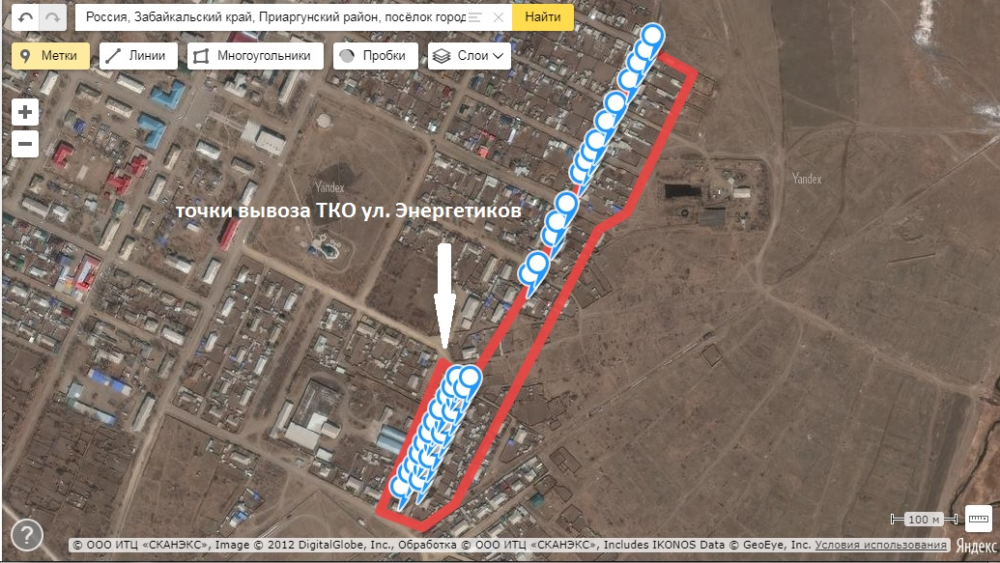 Россия, Забайкальский край, Приаргунский район, посёлок город
Найти
Метки
Линии
Многоугольники
Пробки
Слои
Yandex
Yandex
точки вывоза ТКО ул. Энергетиков
100 м
© ООО ИТЦ «СКАНЭКС», Image © 2012 DigitalGlobe, Inc., Обработка © ООО ИТЦ «СКАНЭКС», Includes IKONOS Data © GeoEye, Inc. Условия использования
Яндекс